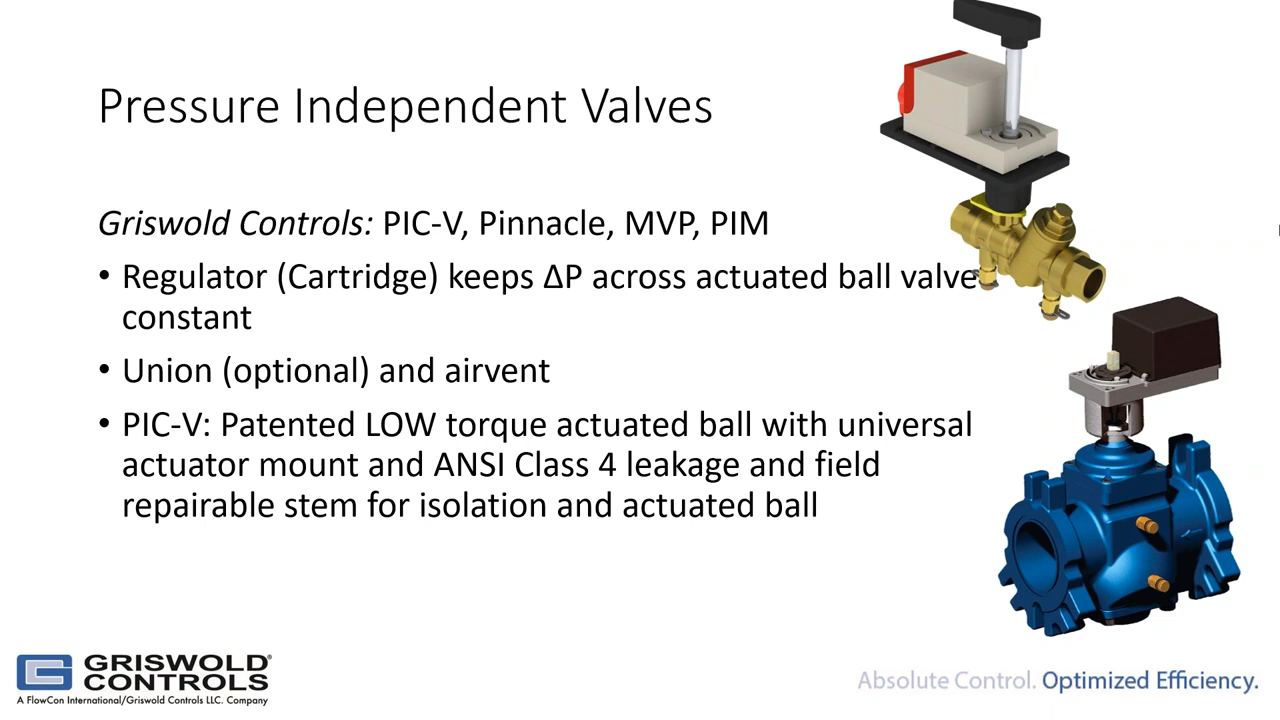 Pressure Independent Valves
Griswold Controls: PIC-V, Pinnacle, MVP, PIM
• Regulator (Cartridge) keeps ΔP across actuated ball valve
constant
• Union (optional) and airvent
• PIC-V: Patented LOW torque actuated ball with universal
actuator mount and ANSI Class 4 leakage and field
repairable stem for isolation and actuated ball
GRISWOLD®
CONTROLS
A FlowCon International/Griswold Controls LLC. Company
Absolute Control. Optimized Efficiency.